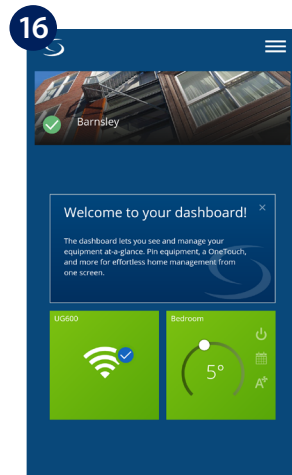 16
Barnsley
Welcome to your dashboard!
The dashboard lets you see and manage your
equipment at-a-glance. Pin equipment, a OneTouch,
and more for effortless home management from
one screen.
UG600
Bedroom
5°
A